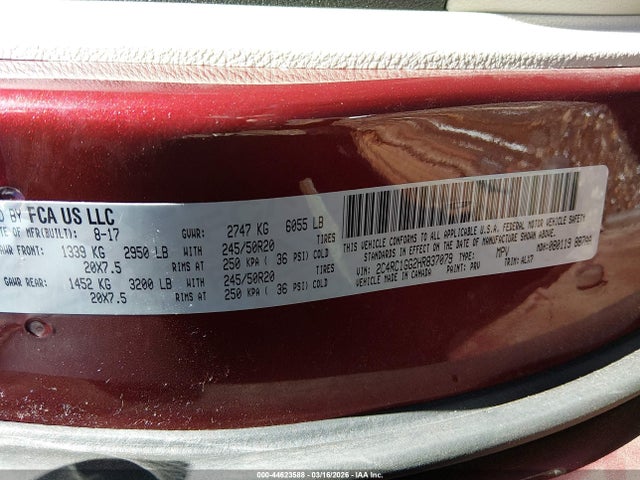 D BY FCA US LLC
TE OF MFR(BUILT): 8-17
GVWR: 2747 KG 6055 LB
AWR FRONT: 1339 KG 2950 LB WITH 245/50R20 TIRES
20X7.5 RIMS AT 250 KPA ( 36 PSI) COLD
GAWR REAR: 1452 KG 3200 LB WITH 245/50R20 TIRES
20X7.5 RIMS AT 250 KPA ( 36 PSI) COLD
THIS VEHICLE CONFORMS TO ALL APPLICABLE U.S.A. FEDERAL MOTOR VEHICLE SAFETY
STANDARDS IN EFFECT ON THE DATE OF MANUFACTURE SHOWN ABOVE.
VIN: 2C4RC1GG2HR837079 TYPE: MPV
VEHICLE MADE IN CANADA PAINT: PRV TRIM: ALX7
000-44623588 | 03/16/2026 - IAA Inc.